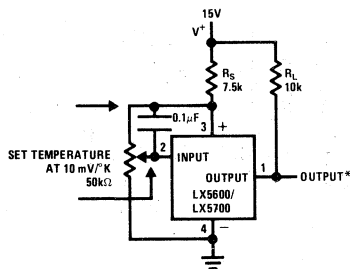 15V
V+
RS
7.5k
RL
10k
0.1μF
3 +
2
SET TEMPERATURE
AT 10 mV/°K
50kΩ
INPUT
OUTPUT
1
OUTPUT*
LX5600/
LX5700
4 −